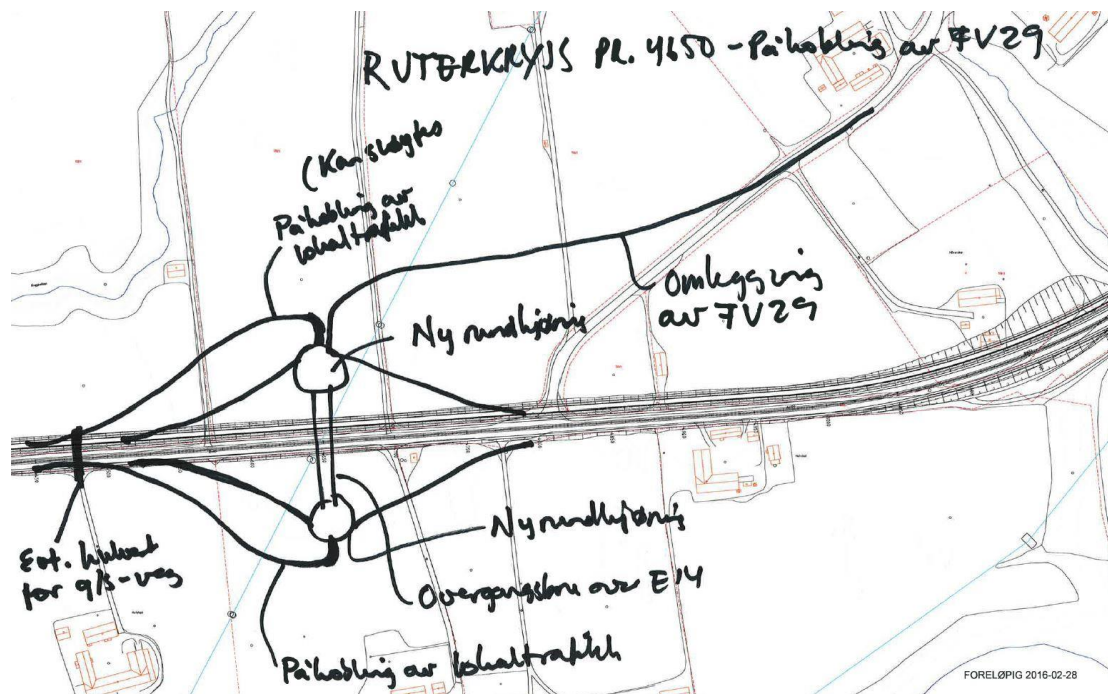 RUTERKRYSS PR. 4650 - Påkobling av FV29
(Kan sløyfes
Påkobling av
lokaltrafikk
Omlegging
av FV29
Ny rundkjøring
Ny rundkjøring
Evt. kulvert
for g/s-veg
Overgangsbru over E14
Påkobling av lokaltrafikk
FORELØPIG 2016-02-28